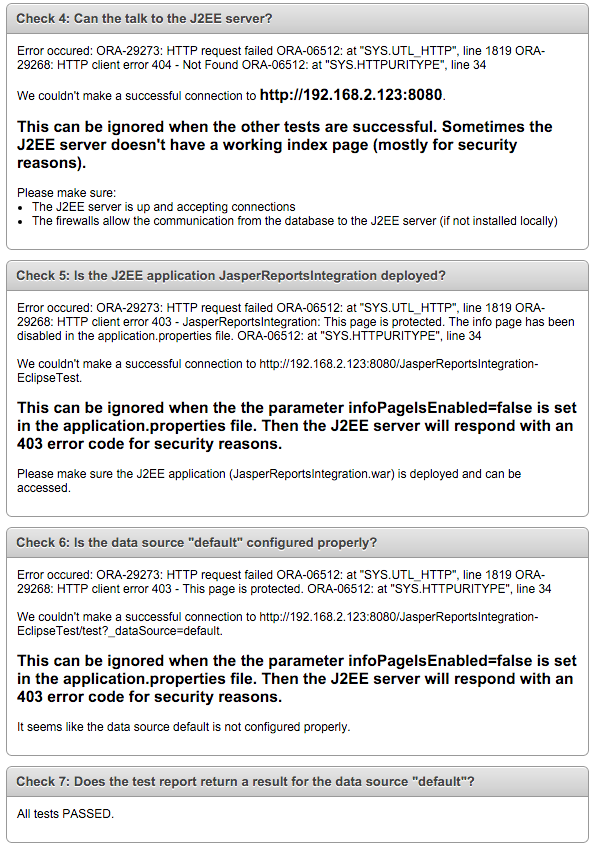 Check 4: Can the talk to the J2EE server?
Error occured: ORA-29273: HTTP request failed ORA-06512: at "SYS.UTL_HTTP", line 1819 ORA-
29268: HTTP client error 404 - Not Found ORA-06512: at "SYS.HTTPURITYPE", line 34
We couldn't make a successful connection to http://192.168.2.123:8080.
This can be ignored when the other tests are successful. Sometimes the
J2EE server doesn't have a working index page (mostly for security
reasons).
Please make sure:
• The J2EE server is up and accepting connections
• The firewalls allow the communication from the database to the J2EE server (if not installed locally)
Check 5: Is the J2EE application JasperReportsIntegration deployed?
Error occured: ORA-29273: HTTP request failed ORA-06512: at "SYS.UTL_HTTP", line 1819 ORA-
29268: HTTP client error 403 - JasperReportsIntegration: This page is protected. The info page has been
disabled in the application.properties file. ORA-06512: at "SYS.HTTPURITYPE", line 34
We couldn't make a successful connection to http://192.168.2.123:8080/JasperReportsIntegration-
EclipseTest.
This can be ignored when the the parameter infoPageIsEnabled=false is set
in the application.properties file. Then the J2EE server will respond with an
403 error code for security reasons.
Please make sure the J2EE application (JasperReportsIntegration.war) is deployed and can be
accessed.
Check 6: Is the data source "default" configured properly?
Error occured: ORA-29273: HTTP request failed ORA-06512: at "SYS.UTL_HTTP", line 1819 ORA-
29268: HTTP client error 403 - This page is protected. ORA-06512: at "SYS.HTTPURITYPE", line 34
We couldn't make a successful connection to http://192.168.2.123:8080/JasperReportsIntegration-
EclipseTest/test?_dataSource=default.
This can be ignored when the the parameter infoPageIsEnabled=false is set
in the application.properties file. Then the J2EE server will respond with an
403 error code for security reasons.
It seems like the data source default is not configured properly.
Check 7: Does the test report return a result for the data source "default"?
All tests PASSED.